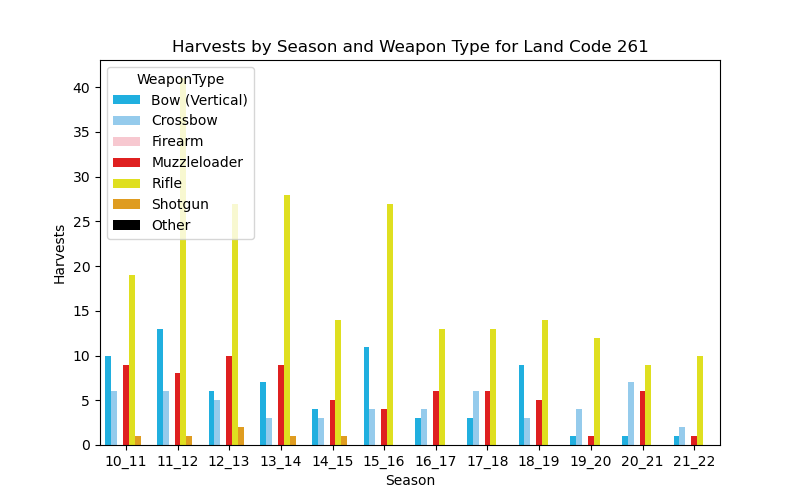 Harvests by Season and Weapon Type for Land Code 261
WeaponType
Bow (Vertical)
Crossbow
Firearm
Muzzleloader
Rifle
Shotgun
Other
Harvests
40
35
30
25
20
15
10
5
0
10_11 11_12 12_13 13_14 14_15 15_16 16_17 17_18 18_19 19_20 20_21 21_22
Season